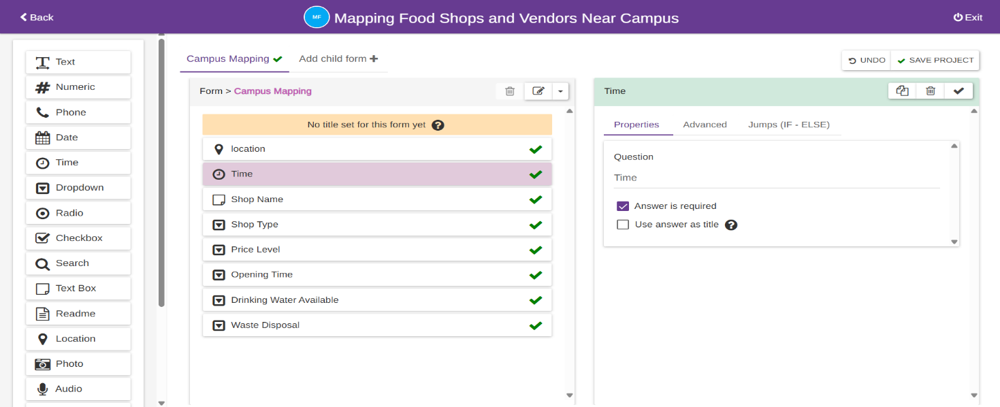 Back
MF
Mapping Food Shops and Vendors Near Campus
Exit
Text
Numeric
Phone
Date
Time
Dropdown
Radio
Checkbox
Search
Text Box
Readme
Location
Photo
Audio
Campus Mapping
Add child form
UNDO
SAVE PROJECT
Form > Campus Mapping
No title set for this form yet ?
location
Time
Shop Name
Shop Type
Price Level
Opening Time
Drinking Water Available
Waste Disposal
Time
Properties
Advanced
Jumps (IF - ELSE)
Question
Time
Answer is required
Use answer as title ?